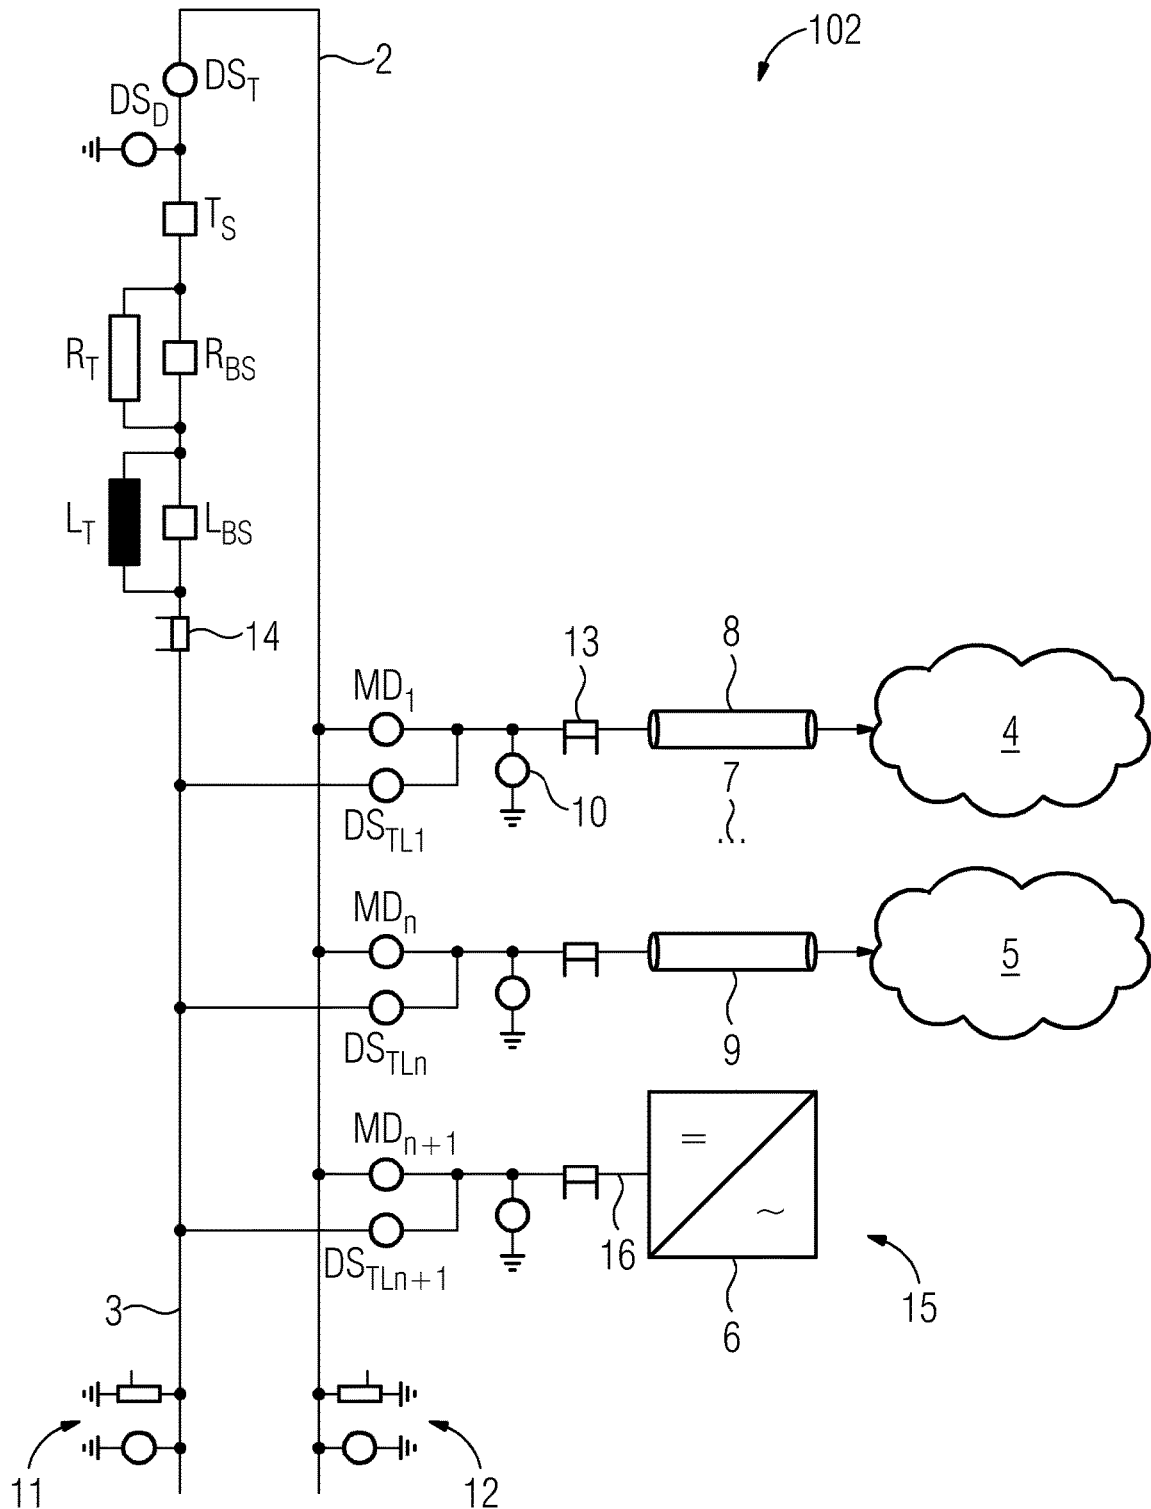 102
2
DS_T
DS_D
T_S
R_T
R_BS
L_T
L_BS
14
13
8
MD_1
4
7
10
DS_TL1
...
MD_n
5
DS_TLn
9
MD_n+1
=
~
16
DS_TLn+1
15
3
6
11
12